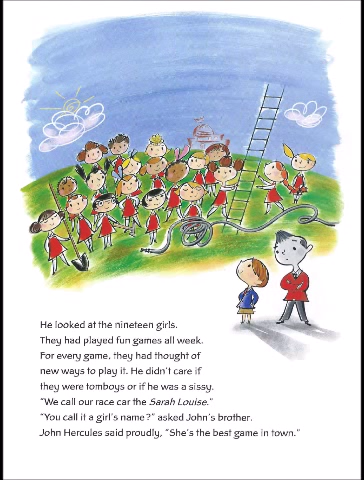 He looked at the nineteen girls.
They had played fun games all week.
For every game, they had thought of
new ways to play it. He didn't care if
they were tomboys or if he was a sissy.
"We call our race car the Sarah Louise."
"You call it a girl's name?" asked John's brother.
John Hercules said proudly, "She's the best game in town."